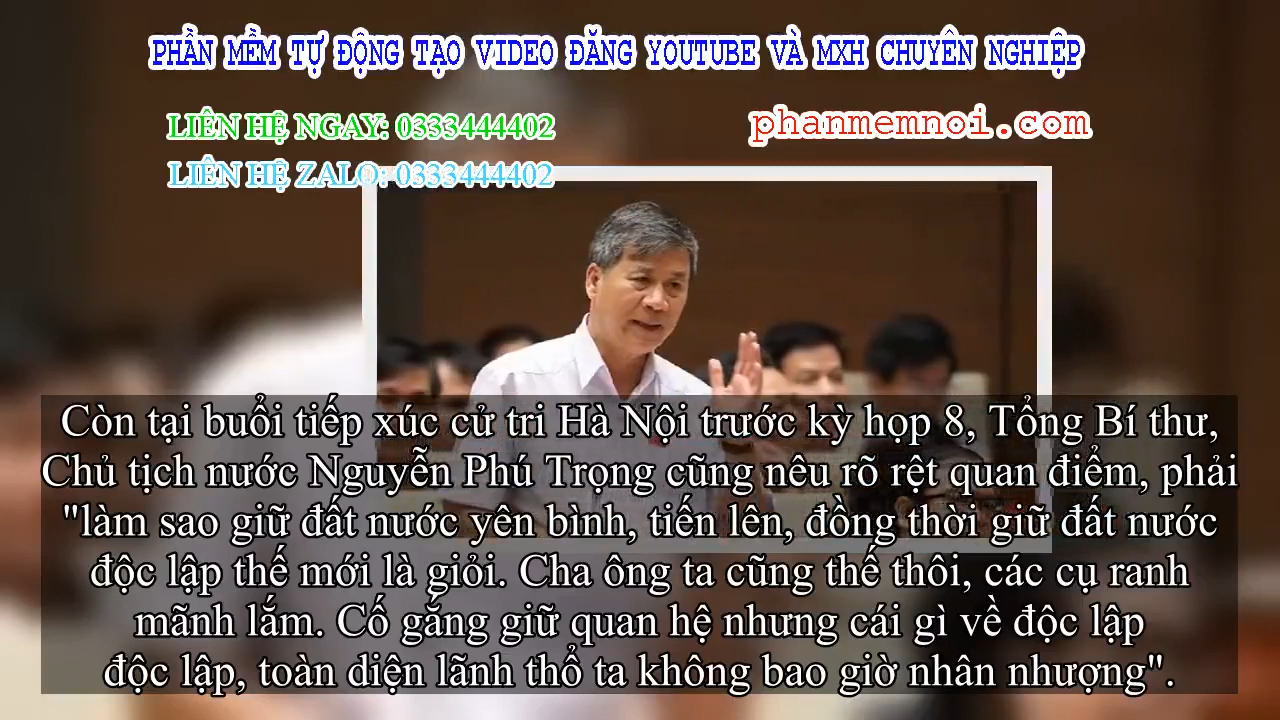 PHẦN MỀM TỰ ĐỘNG TẠO VIDEO ĐĂNG YOUTUBE VÀ MXH CHUYÊN NGHIỆP
LIÊN HỆ NGAY: 0333444402
phanmemnoi.com
LIÊN HỆ ZALO: 0333444402
Còn tại buổi tiếp xúc cử tri Hà Nội trước kỳ họp 8, Tổng Bí thư,
Chủ tịch nước Nguyễn Phú Trọng cũng nêu rõ rệt quan điểm, phải
"làm sao giữ đất nước yên bình, tiến lên, đồng thời giữ đất nước
độc lập thế mới là giỏi. Cha ông ta cũng thế thôi, các cụ ranh
mãnh lắm. Cố gắng giữ quan hệ nhưng cái gì về độc lập
độc lập, toàn diện lãnh thổ ta không bao giờ nhân nhượng".